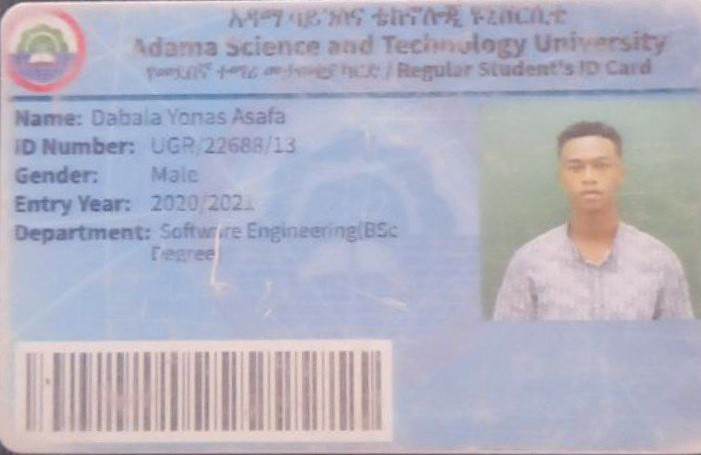 አዳማ ሳይንስና ቴክኖሎጂ ዩኒቨርሲቲ
Adama Science and Technology University
የመደበኛ ተማሪ መታወቂያ ካርድ / Regular Student's ID Card
Name: Dabala Yonas Asafa
ID Number: UGR/22688/13
Gender: Male
Entry Year: 2020/2021
Department: Software Engineering(BSc
Degree